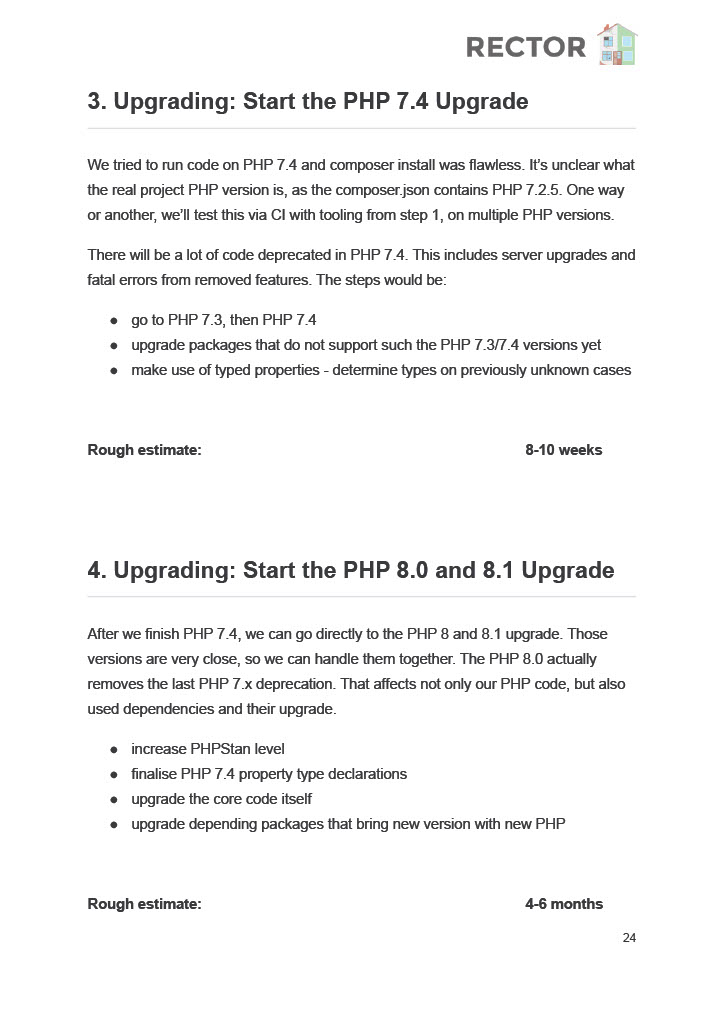 RECTOR
3. Upgrading: Start the PHP 7.4 Upgrade
We tried to run code on PHP 7.4 and composer install was flawless. It’s unclear what
the real project PHP version is, as the composer.json contains PHP 7.2.5. One way
or another, we’ll test this via CI with tooling from step 1, on multiple PHP versions.
There will be a lot of code deprecated in PHP 7.4. This includes server upgrades and
fatal errors from removed features. The steps would be:
● go to PHP 7.3, then PHP 7.4
● upgrade packages that do not support such the PHP 7.3/7.4 versions yet
● make use of typed properties - determine types on previously unknown cases
Rough estimate: 8-10 weeks
4. Upgrading: Start the PHP 8.0 and 8.1 Upgrade
After we finish PHP 7.4, we can go directly to the PHP 8 and 8.1 upgrade. Those
versions are very close, so we can handle them together. The PHP 8.0 actually
removes the last PHP 7.x deprecation. That affects not only our PHP code, but also
used dependencies and their upgrade.
● increase PHPStan level
● finalise PHP 7.4 property type declarations
● upgrade the core code itself
● upgrade depending packages that bring new version with new PHP
Rough estimate: 4-6 months
24